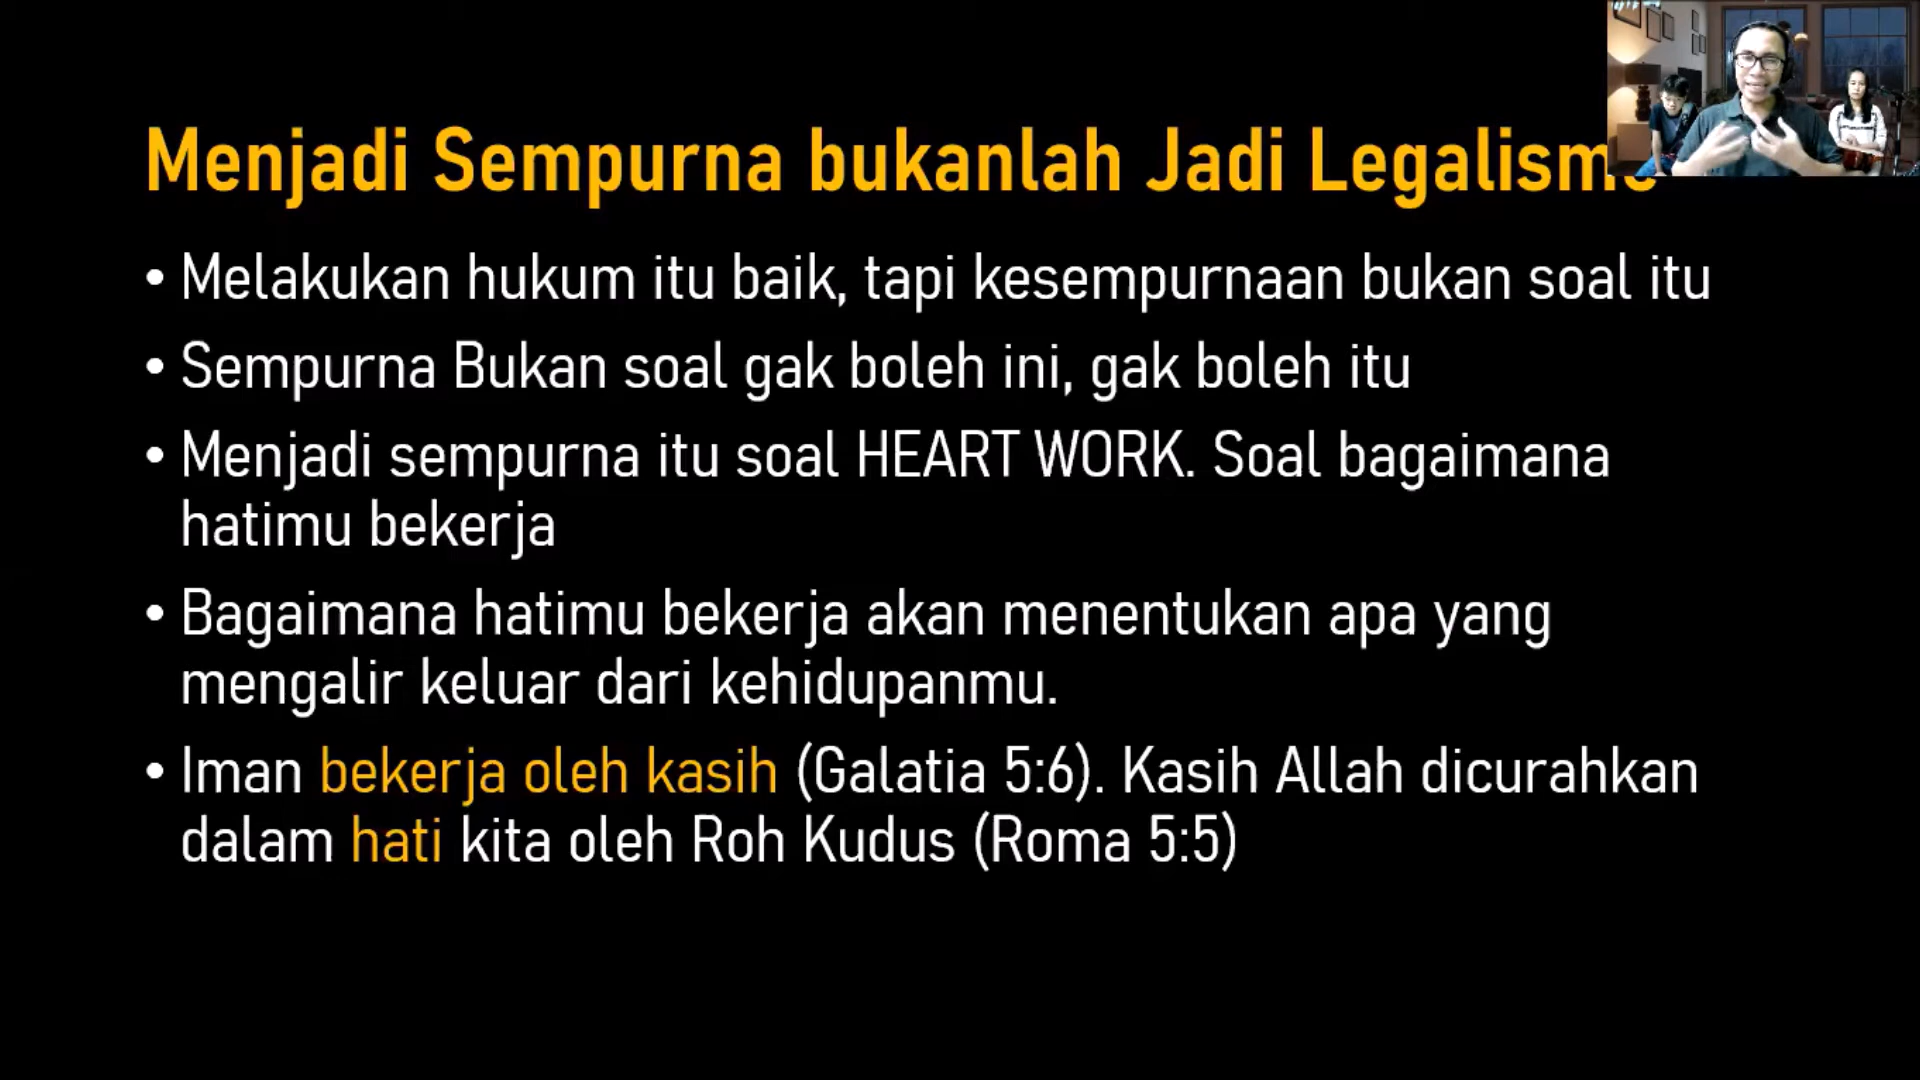 Menjadi Sempurna bukanlah Jadi Legalisme
• Melakukan hukum itu baik, tapi kesempurnaan bukan soal itu
• Sempurna Bukan soal gak boleh ini, gak boleh itu
• Menjadi sempurna itu soal HEART WORK. Soal bagaimana
hatimu bekerja
• Bagaimana hatimu bekerja akan menentukan apa yang
mengalir keluar dari kehidupanmu.
• Iman bekerja oleh kasih (Galatia 5:6). Kasih Allah dicurahkan
dalam hati kita oleh Roh Kudus (Roma 5:5)